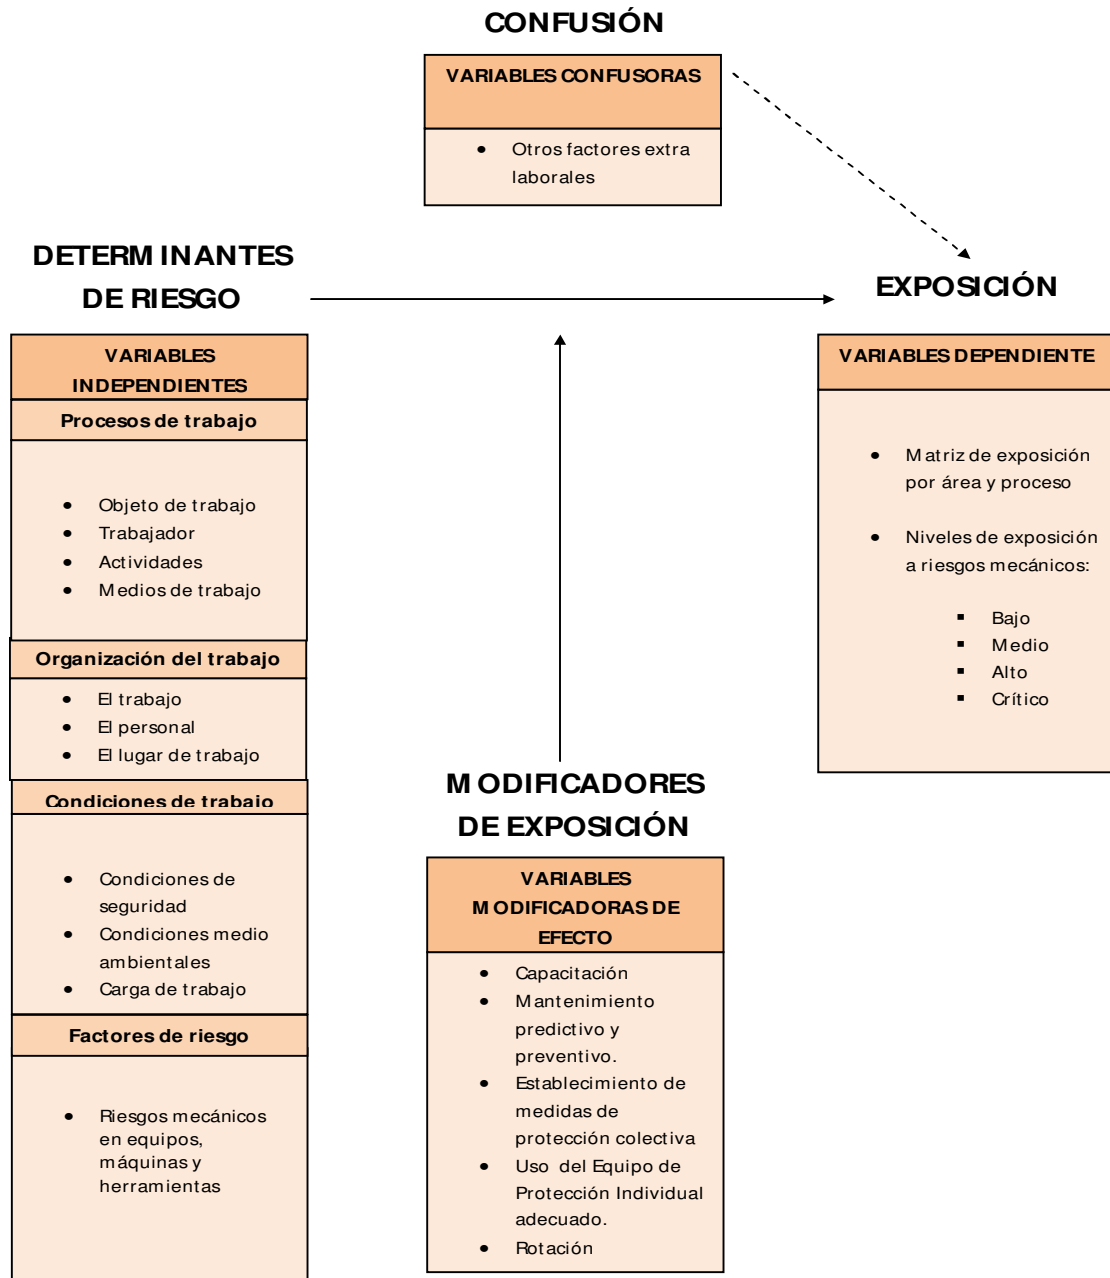 CONFUSIÓN
VARIABLES CONFUSORAS
• Otros factores extra
laborales
DETERMINANTES
DE RIESGO
VARIABLES
INDEPENDIENTES
Procesos de trabajo
• Objeto de trabajo
• Trabajador
• Actividades
• Medios de trabajo
Organización del trabajo
• El trabajo
• El personal
• El lugar de trabajo
Condiciones de trabajo
• Condiciones de
seguridad
• Condiciones medio
ambientales
• Carga de trabajo
Factores de riesgo
• Riesgos mecánicos
en equipos,
máquinas y
herramientas
MODIFICADORES
DE EXPOSICIÓN
VARIABLES
MODIFICADORAS DE
EFECTO
• Capacitación
• Mantenimiento
predictivo y
preventivo.
• Establecimiento de
medidas de
protección colectiva
• Uso del Equipo de
Protección Individual
adecuado.
• Rotación
EXPOSICIÓN
VARIABLES DEPENDIENTE
• Matriz de exposición
por área y proceso
• Niveles de exposición
a riesgos mecánicos:
▪ Bajo
▪ Medio
▪ Alto
▪ Crítico